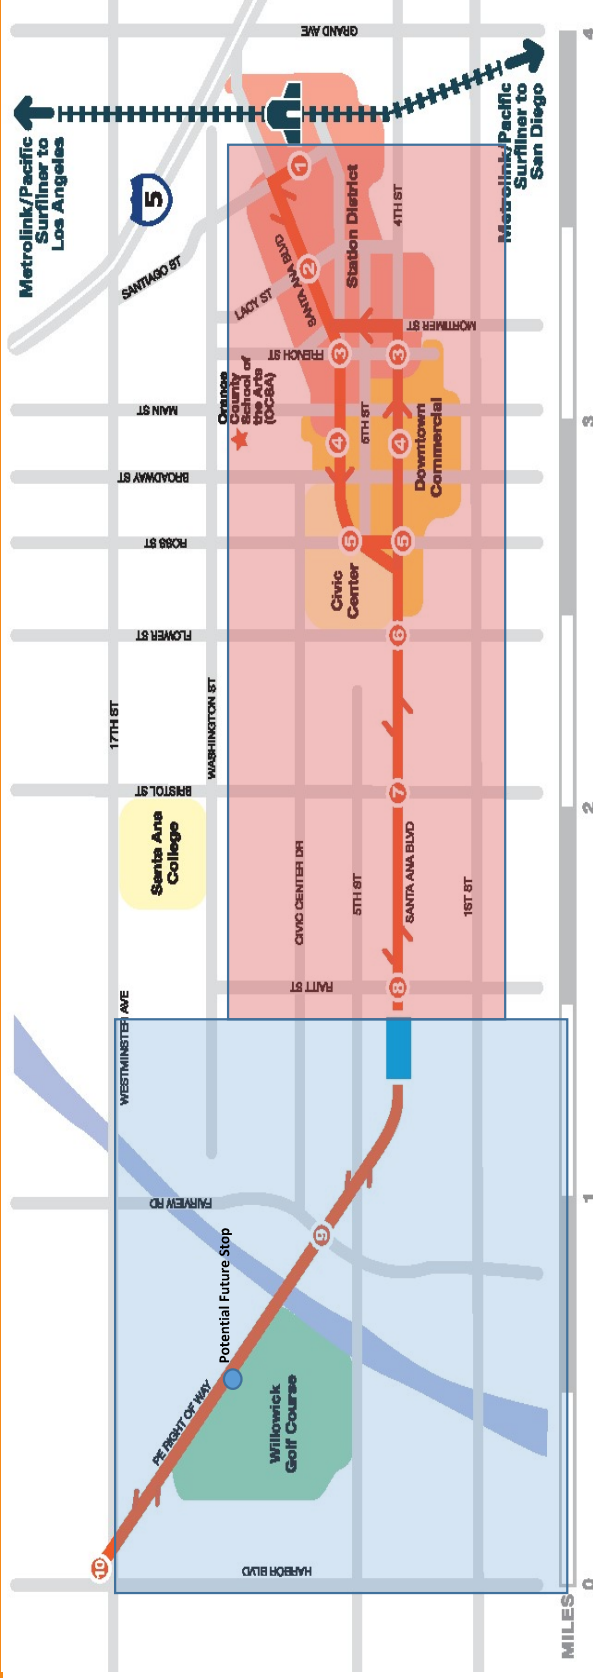 Metrolink/Pacific
Surfliner to
Los Angeles
5
GRAND AVE
Metrolink/Pacific
Surfliner to
San Diego
SANTIAGO ST
LACY ST
SANTA ANA BLVD
Station District
4TH ST
1
2
FRENCH ST
3
3
MORTIMER ST
Orange
County
School of
the Arts
(OCSA)
MAIN ST
5TH ST
4
4
Downtown
Commercial
BROADWAY ST
ROSS ST
5
5
Civic
Center
FLOWER ST
6
17TH ST
WASHINGTON ST
BRISTOL ST
7
Santa Ana
College
CIVIC CENTER DR
5TH ST
SANTA ANA BLVD
1ST ST
RAITT ST
8
WESTMINSTER AVE
FAIRVIEW RD
9
Potential Future Stop
PE RIGHT OF WAY
Willowick
Golf Course
10
HARBOR BLVD
MILES
0
1
2
3
4